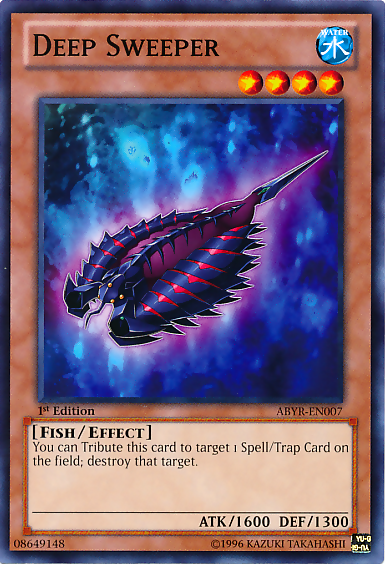 DEEP SWEEPER
WATER
水
1st Edition
ABYR-EN007
[FISH / EFFECT]
You can Tribute this card to target 1 Spell/Trap Card on
the field; destroy that target.
ATK/1600 DEF/1300
08649148
©1996 KAZUKI TAKAHASHI